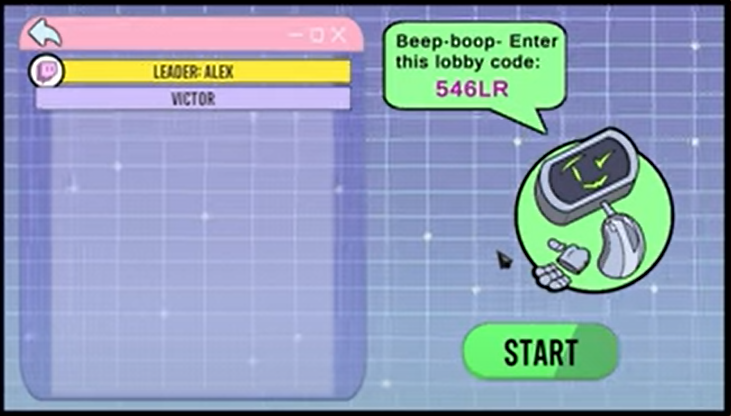 LEADER: ALEX
VICTOR
Beep-boop- Enter
this lobby code:
546LR
START